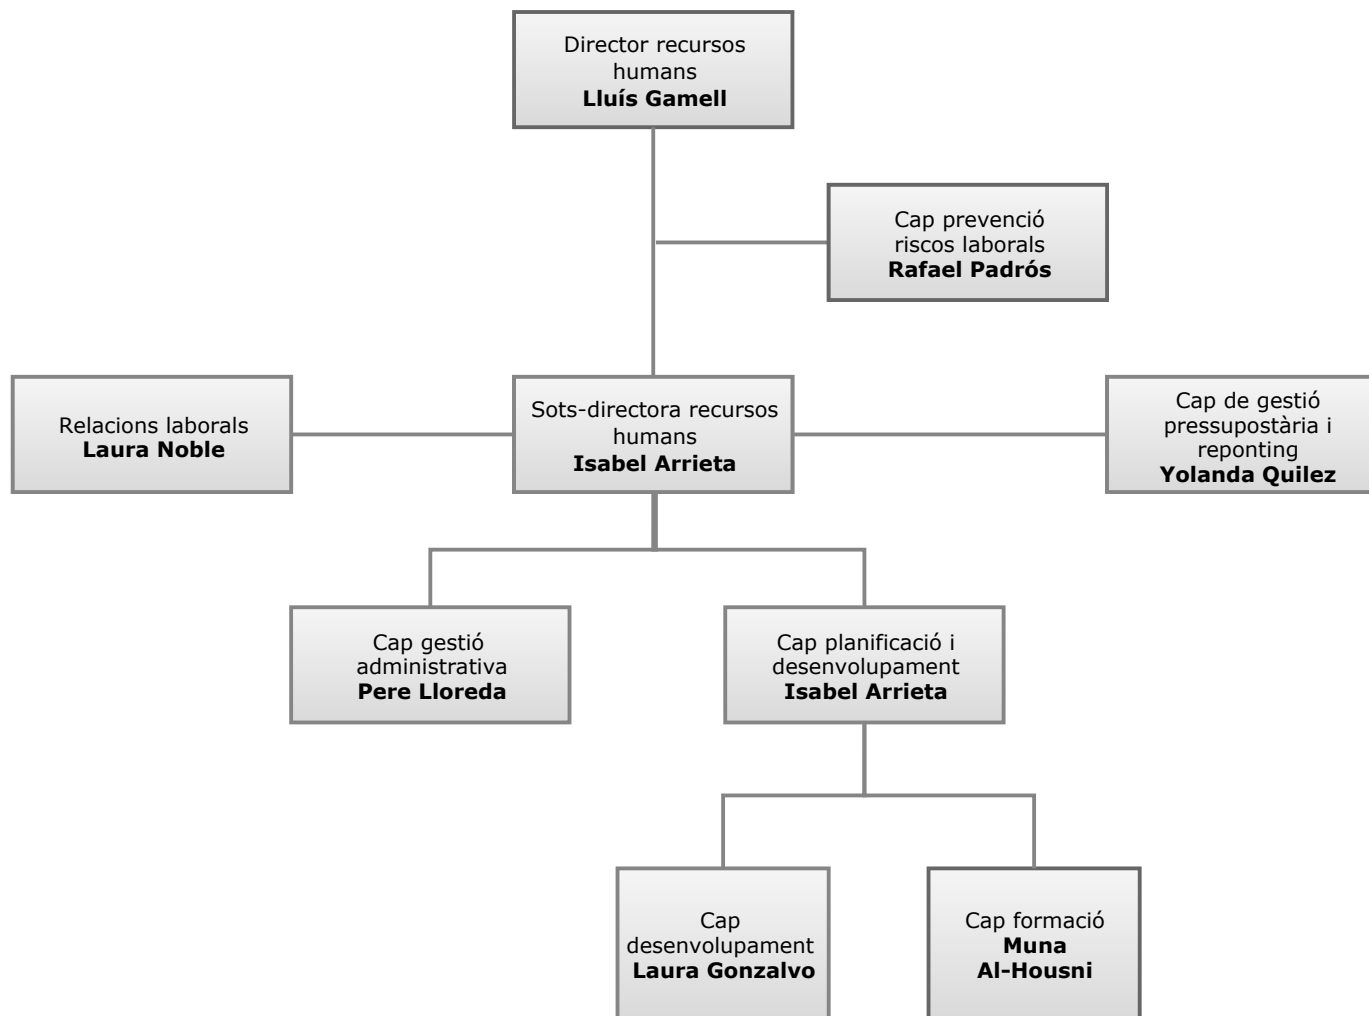 Director recursos
humans
Lluís Gamell
Cap prevenció
riscos laborals
Rafael Padrós
Relacions laborals
Laura Noble
Sots-directora recursos
humans
Isabel Arrieta
Cap de gestió
pressupostària i
reponting
Yolanda Quilez
Cap gestió
administrativa
Pere Lloreda
Cap planificació i
desenvolupament
Isabel Arrieta
Cap
desenvolupament
Laura Gonzalvo
Cap formació
Muna
Al-Housni